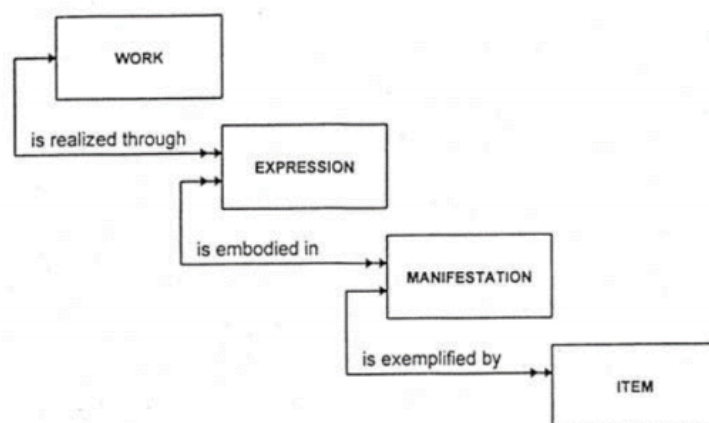 WORK
is realized through
EXPRESSION
is embodied in
MANIFESTATION
is exemplified by
ITEM